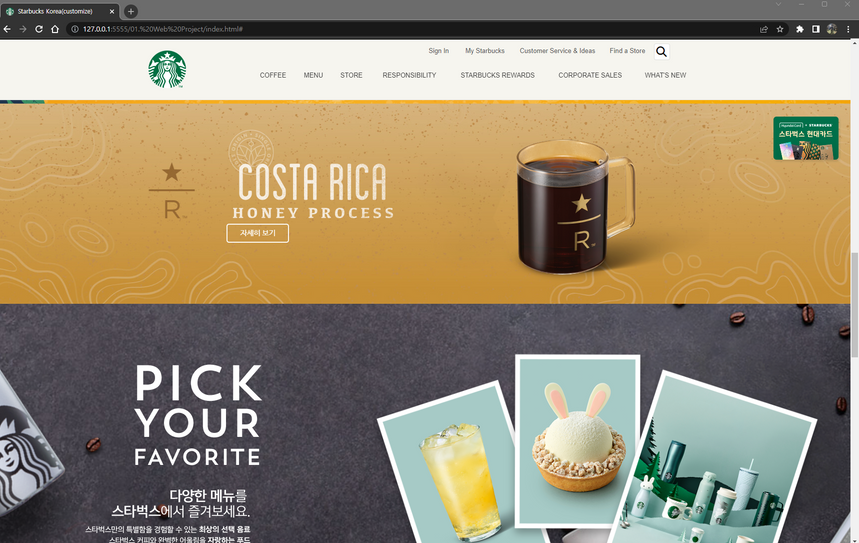 Starbucks Korea(customize)
127.0.0.1:5555/01.%20Web%20Project/index.html#
Sign In My Starbucks Customer Service & Ideas Find a Store
COFFEE MENU STORE RESPONSIBILITY STARBUCKS REWARDS CORPORATE SALES WHAT'S NEW
STARBUCKS
스타벅스 현대카드
R
COSTA RICA
HONEY PROCESS
자세히 보기
R
PICK
YOUR
FAVORITE
다양한 메뉴를
스타벅스에서 즐겨보세요.
스타벅스만의 특별함을 경험할 수 있는 최상의 선택 음료
스타벅스 커피와 완벽한 어울림을 자랑하는 푸드